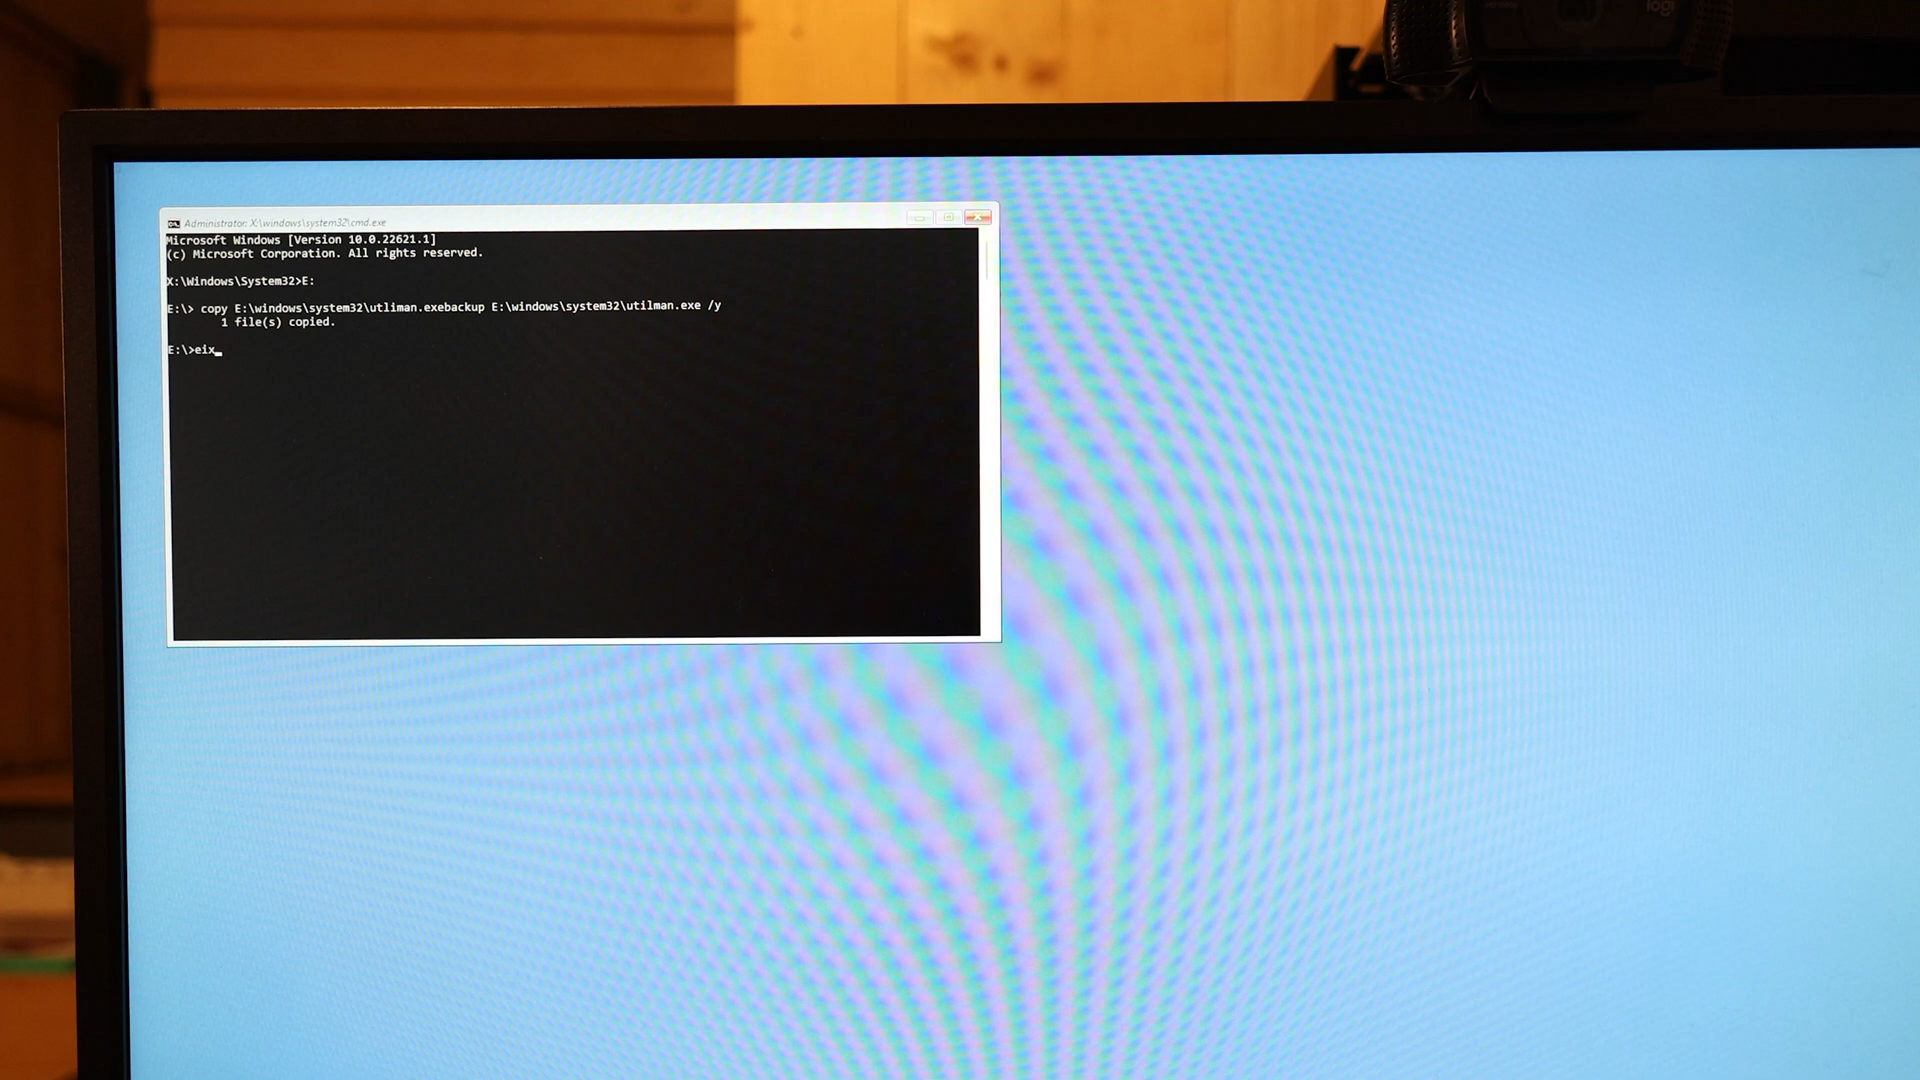 logi
Administrator: X:\windows\system32\cmd.exe
Microsoft Windows [Version 10.0.22621.1]
(c) Microsoft Corporation. All rights reserved.
X:\Windows\System32>E:
E:\> copy E:\windows\system32\utliman.exebackup E:\windows\system32\utilman.exe /y
1 file(s) copied.
E:\>eix_